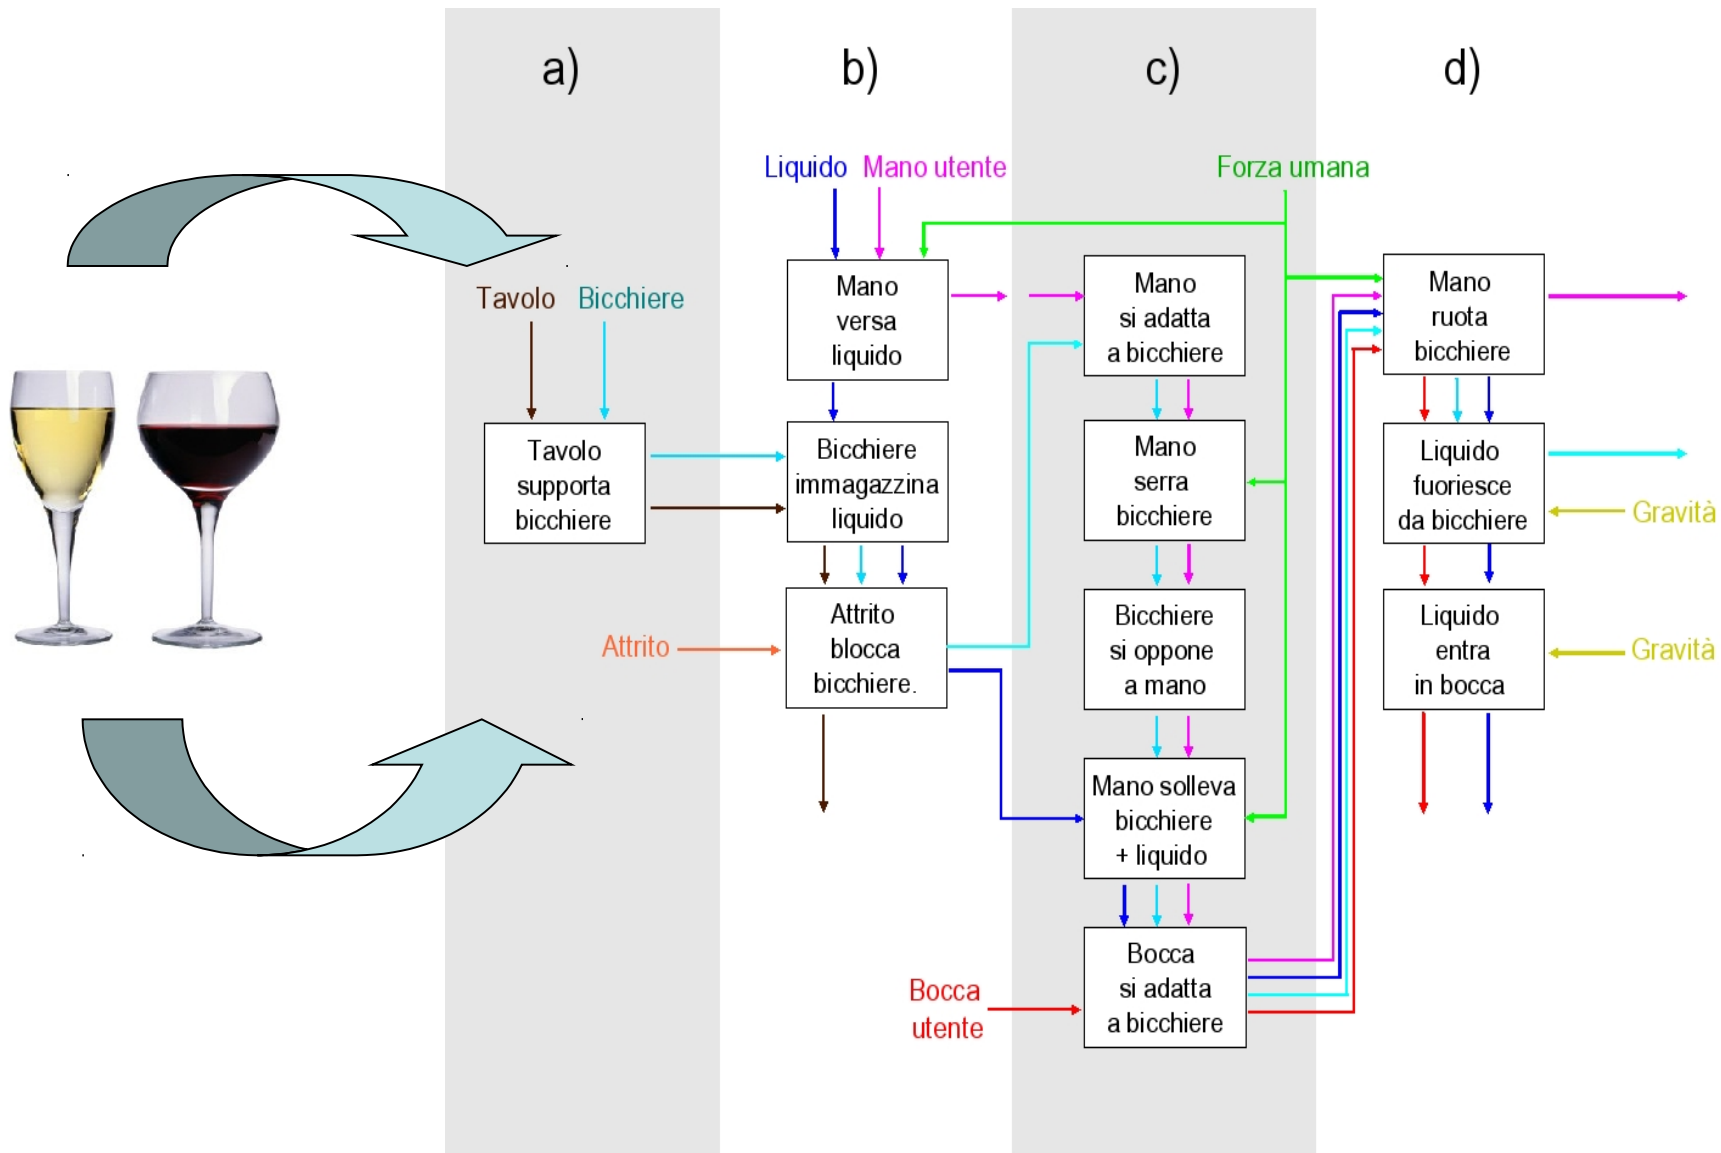 a)
b)
c)
d)
Liquido
Mano utente
Forza umana
Tavolo
Bicchiere
Tavolo
supporta
bicchiere
Mano
versa
liquido
Bicchiere
immagazzina
liquido
Attrito
Attrito
blocca
bicchiere.
Mano
si adatta
a bicchiere
Mano
serra
bicchiere
Bicchiere
si oppone
a mano
Mano solleva
bicchiere
+ liquido
Bocca
utente
Bocca
si adatta
a bicchiere
Mano
ruota
bicchiere
Liquido
fuoriesce
da bicchiere
Gravità
Liquido
entra
in bocca
Gravità